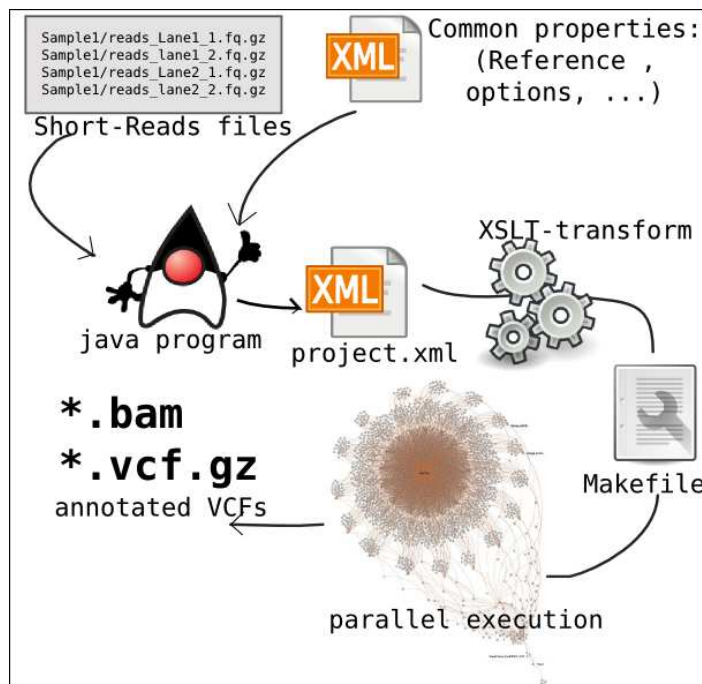 Sample1/reads_Lane1_1.fq.gz
Sample1/reads_lane1_2.fq.gz
Sample1/reads_Lane2_1.fq.gz
Sample1/reads_lane2_2.fq.gz
Short-Reads files
XML
Common properties:
(Reference ,
options, ...)
java program
XML
project.xml
XSLT-transform
Makefile
parallel execution
*.bam
*.vcf.gz
annotated VCFs